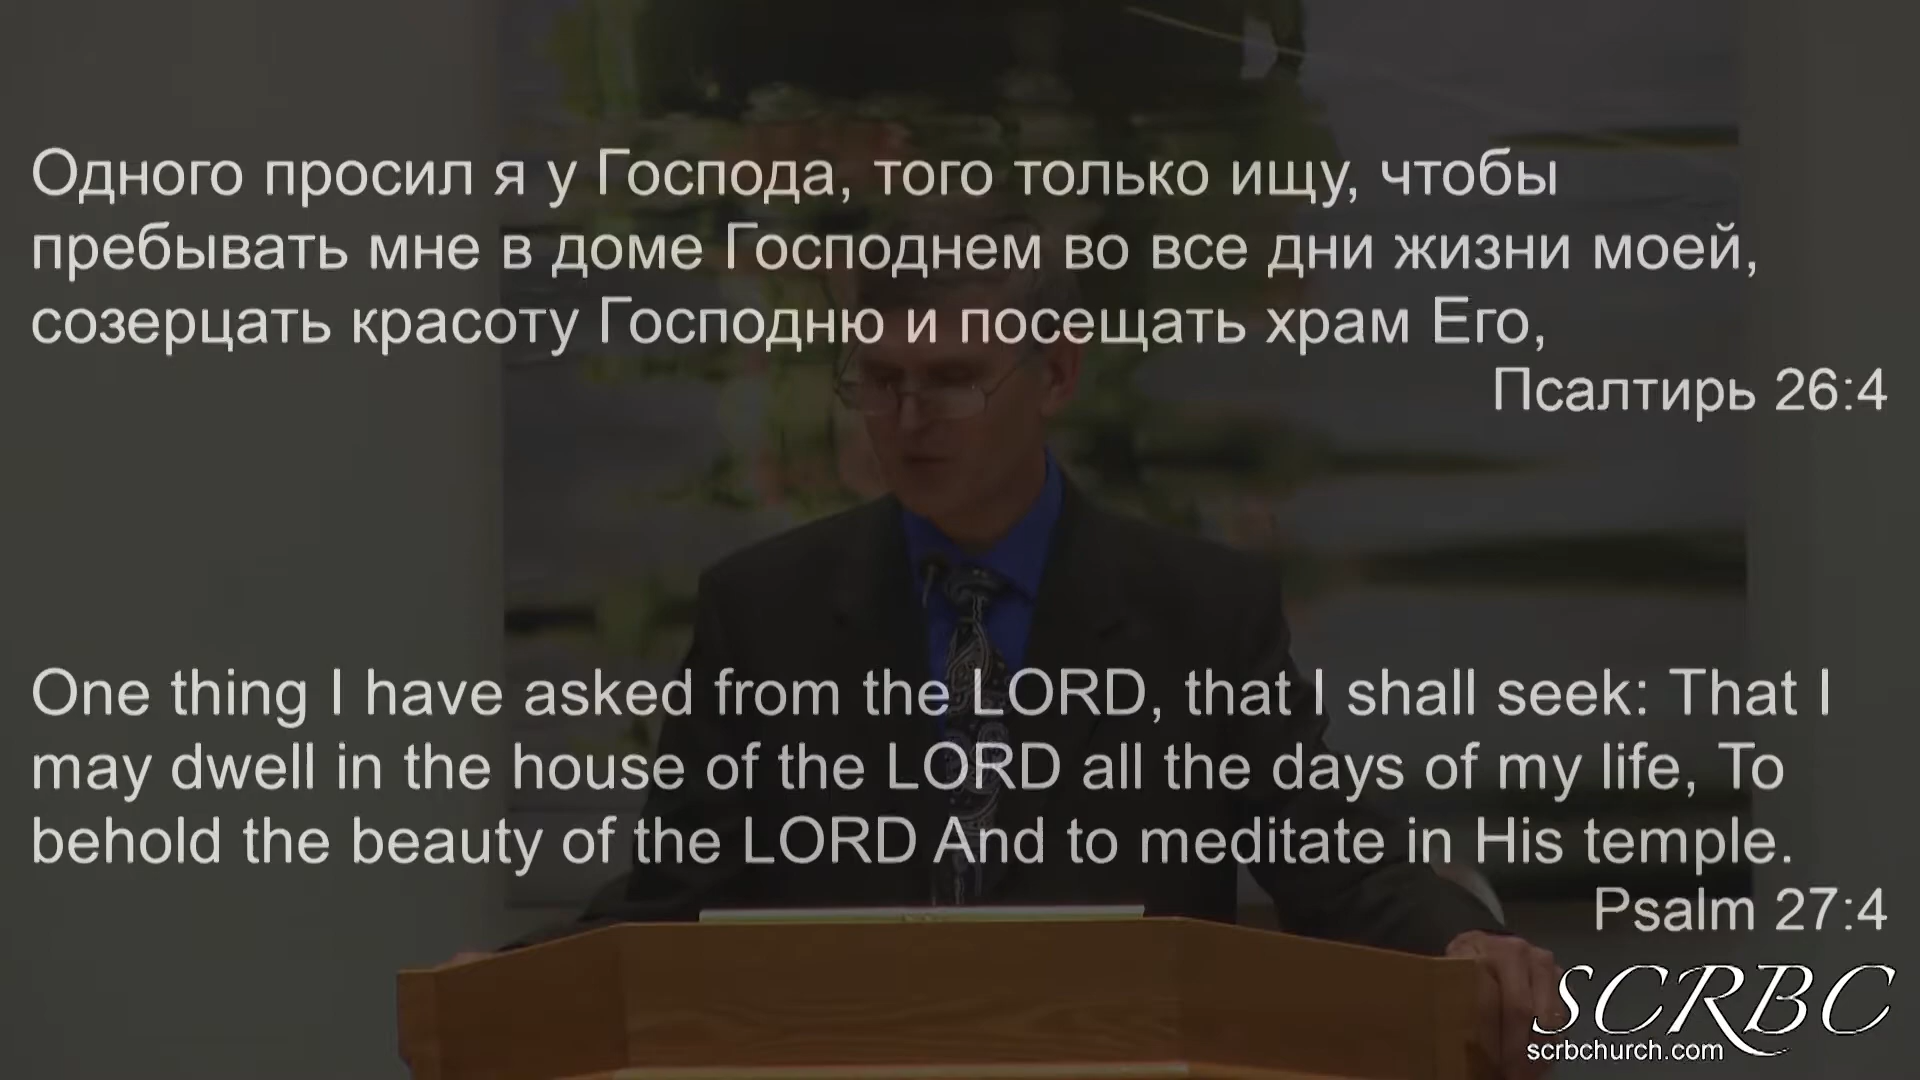 Одного просил я у Господа, того только ищу, чтобы
пребывать мне в доме Господнем во все дни жизни моей,
созерцать красоту Господню и посещать храм Его,
Псалтирь 26:4
One thing I have asked from the LORD, that I shall seek: That I
may dwell in the house of the LORD all the days of my life, To
behold the beauty of the LORD And to meditate in His temple.
Psalm 27:4
SCRBC
scrbchurch.com